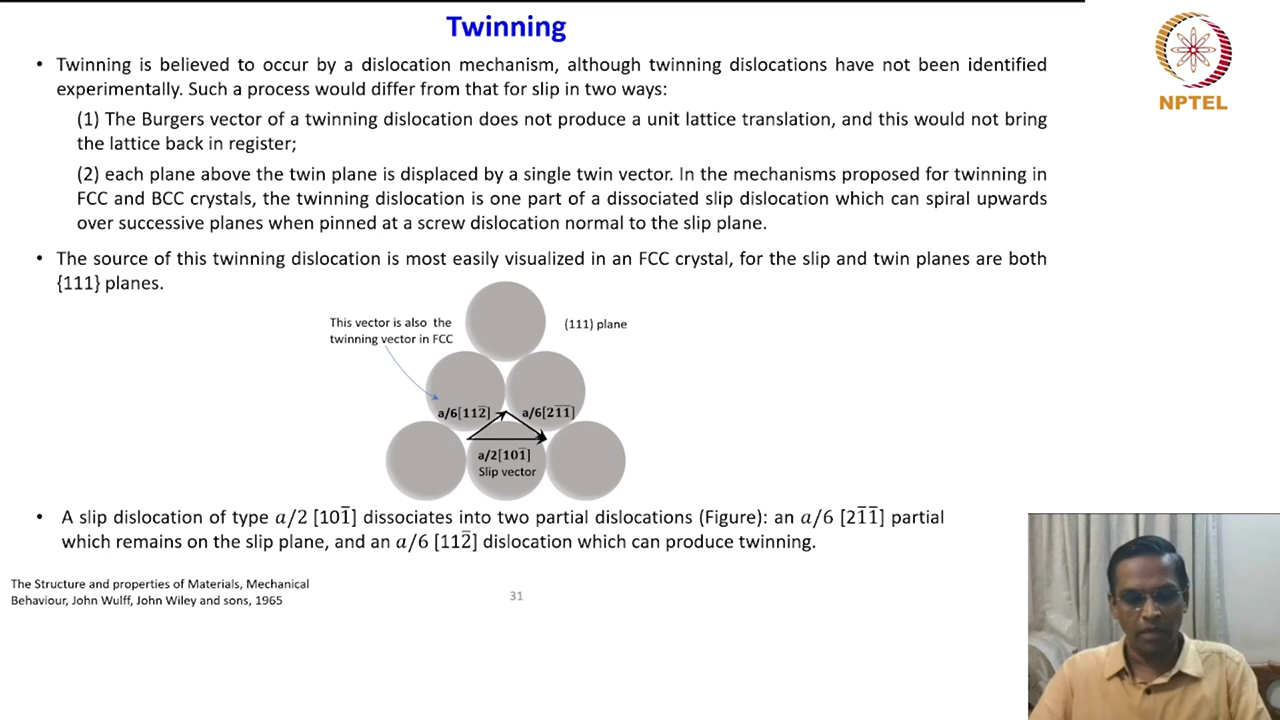 Twinning
• Twinning is believed to occur by a dislocation mechanism, although twinning dislocations have not been identified
experimentally. Such a process would differ from that for slip in two ways:
(1) The Burgers vector of a twinning dislocation does not produce a unit lattice translation, and this would not bring
the lattice back in register;
(2) each plane above the twin plane is displaced by a single twin vector. In the mechanisms proposed for twinning in
FCC and BCC crystals, the twinning dislocation is one part of a dissociated slip dislocation which can spiral upwards
over successive planes when pinned at a screw dislocation normal to the slip plane.
• The source of this twinning dislocation is most easily visualized in an FCC crystal, for the slip and twin planes are both
{111} planes.
This vector is also the
twinning vector in FCC
(111) plane
a/6[112̅]
a/6[21̅1̅]
a/2[101̅]
Slip vector
• A slip dislocation of type a/2 [101̅] dissociates into two partial dislocations (Figure): an a/6 [21̅1̅] partial
which remains on the slip plane, and an a/6 [112̅] dislocation which can produce twinning.
The Structure and properties of Materials, Mechanical
Behaviour, John Wulff, John Wiley and sons, 1965
31
NPTEL